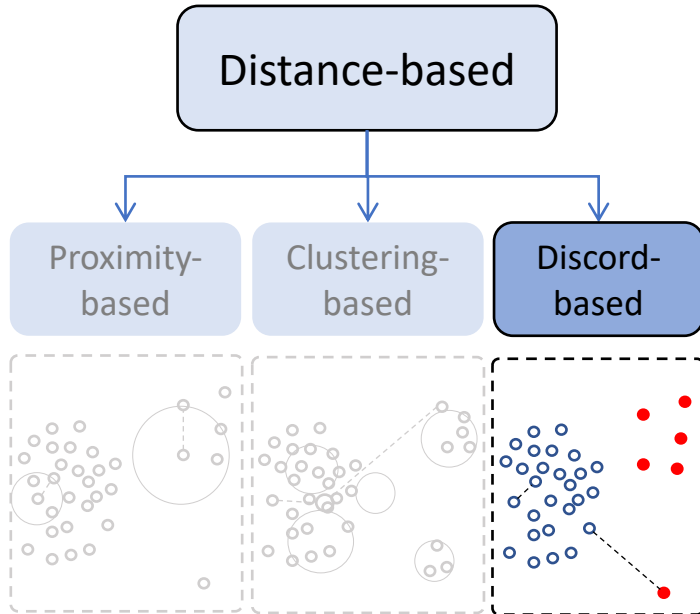 Distance-based
Proximity-
based
Clustering-
based
Discord-
based